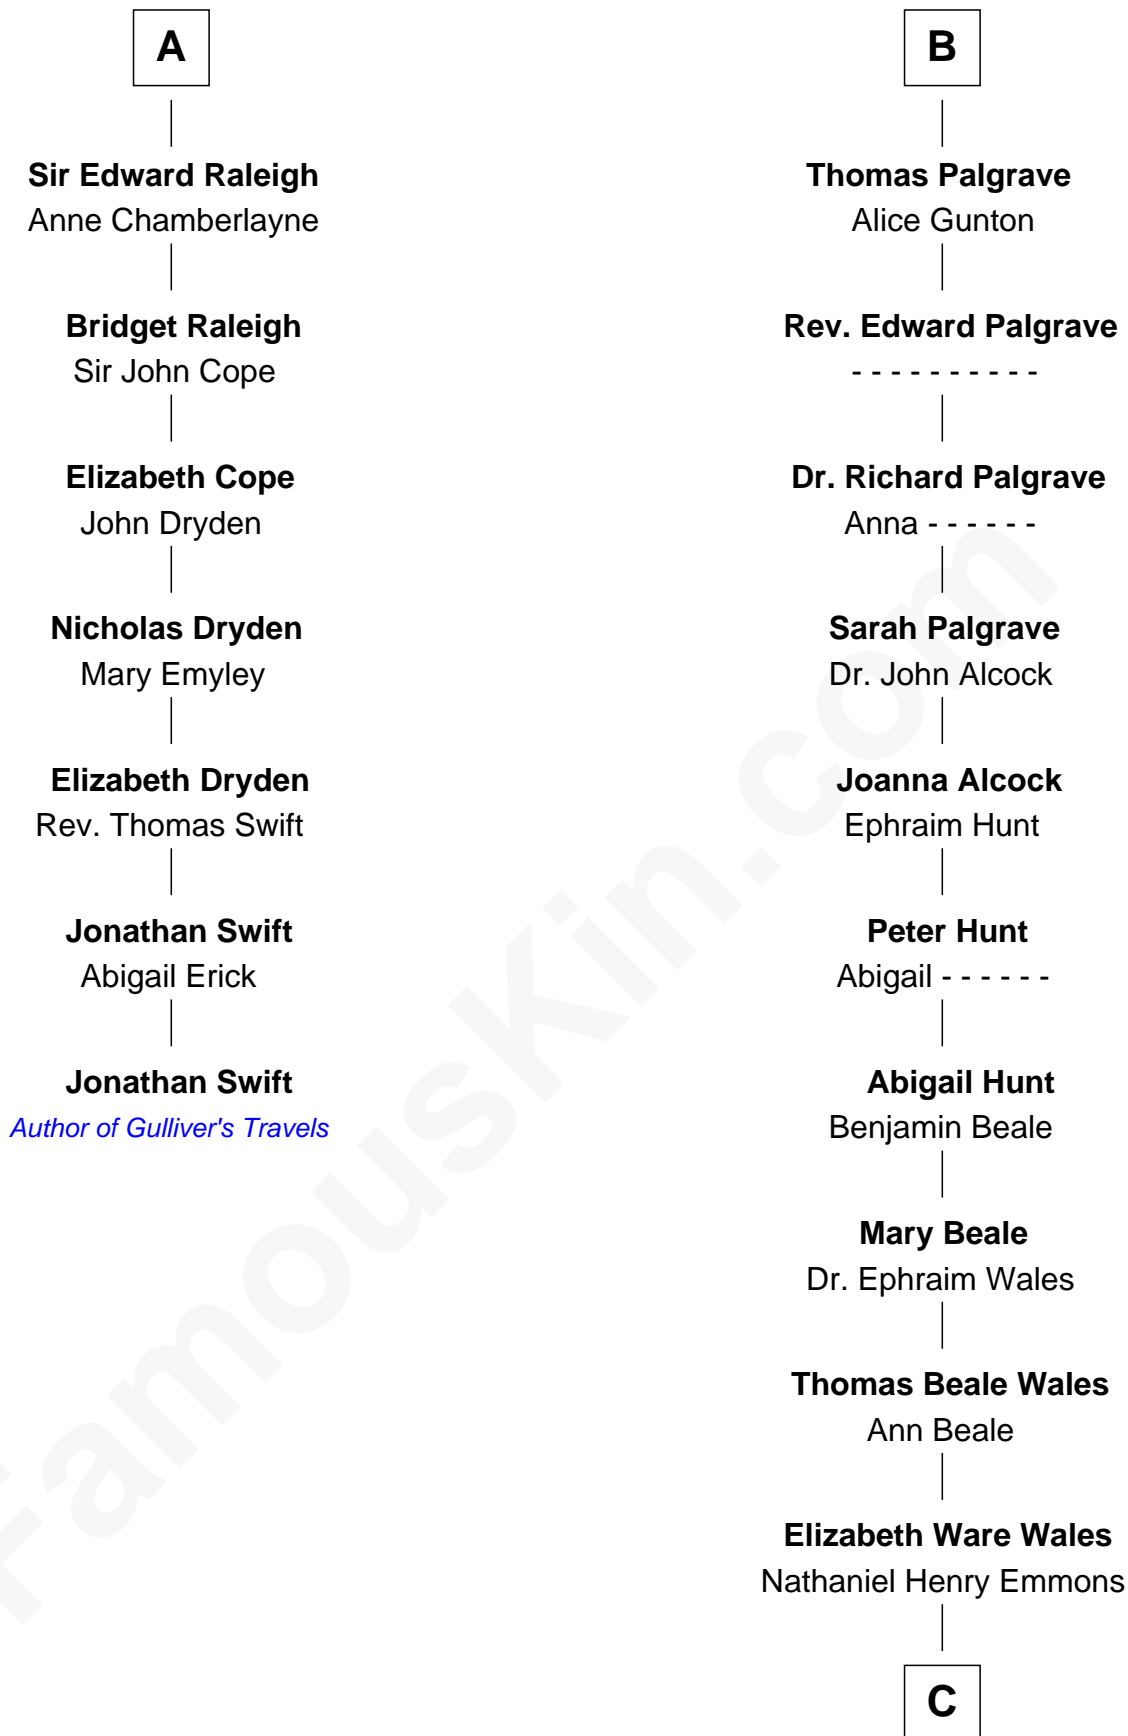 A
Sir Edward Raleigh
Anne Chamberlayne
Bridget Raleigh
Sir John Cope
Elizabeth Cope
John Dryden
Nicholas Dryden
Mary Emyley
Elizabeth Dryden
Rev. Thomas Swift
Jonathan Swift
Abigail Erick
Jonathan Swift
Author of Gulliver's Travels
B
Thomas Palgrave
Alice Gunton
Rev. Edward Palgrave
- - - - - - - - - -
Dr. Richard Palgrave
Anna - - - - - -
Sarah Palgrave
Dr. John Alcock
Joanna Alcock
Ephraim Hunt
Peter Hunt
Abigail - - - - - -
Abigail Hunt
Benjamin Beale
Mary Beale
Dr. Ephraim Wales
Thomas Beale Wales
Ann Beale
Elizabeth Ware Wales
Nathaniel Henry Emmons
C
FamousKin.com